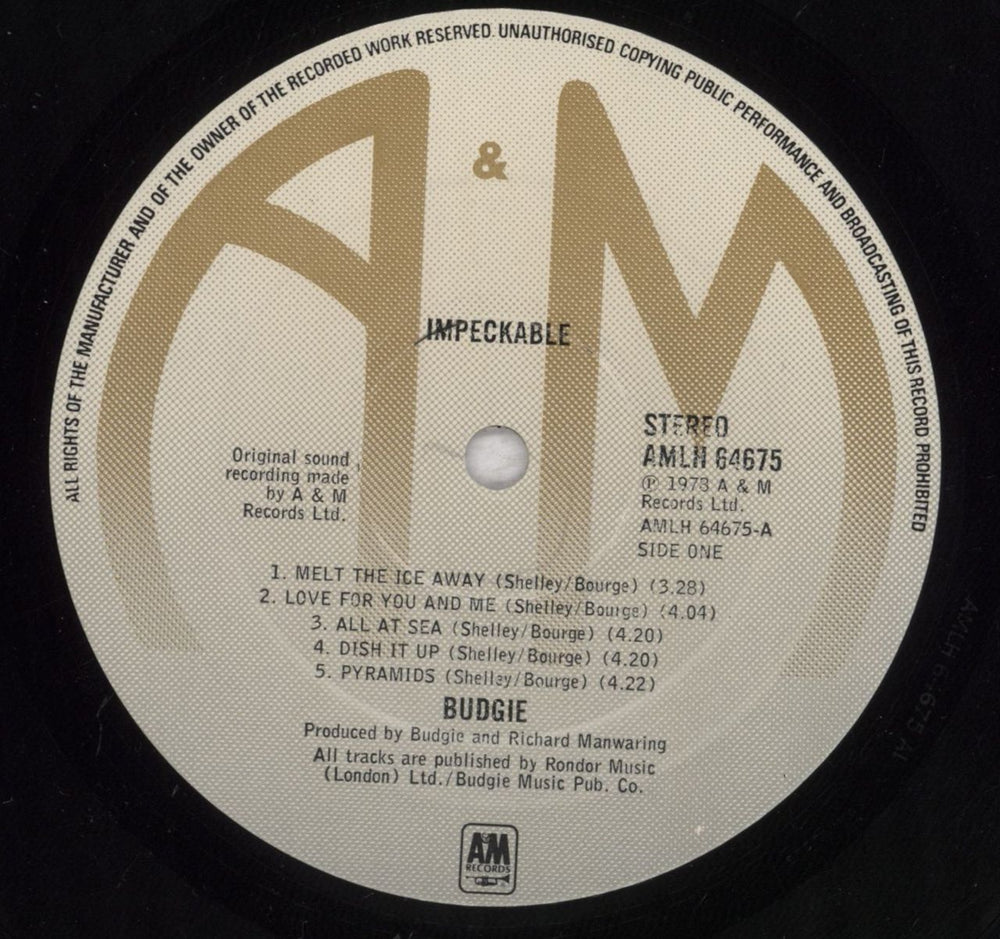 ALL RIGHTS OF THE MANUFACTURER AND OF THE OWNER OF THE RECORDED WORK RESERVED. UNAUTHORISED COPYING PUBLIC PERFORMANCE AND BROADCASTING OF THIS RECORD PROHIBITED
A & M
IMPECKABLE
Original sound
recording made
by A & M
Records Ltd.
STEREO
AMLH 64675
℗ 1978 A & M
Records Ltd.
AMLH 64675-A
SIDE ONE
1. MELT THE ICE AWAY (Shelley/Bourge) (3.28)
2. LOVE FOR YOU AND ME (Shelley/Bourge) (4.04)
3. ALL AT SEA (Shelley/Bourge) (4.20)
4. DISH IT UP (Shelley/Bourge) (4.20)
5. PYRAMIDS (Shelley/Bourge) (4.22)
BUDGIE
Produced by Budgie and Richard Manwaring
All tracks are published by Rondor Music
(London) Ltd./Budgie Music Pub. Co.
A&M
RECORDS